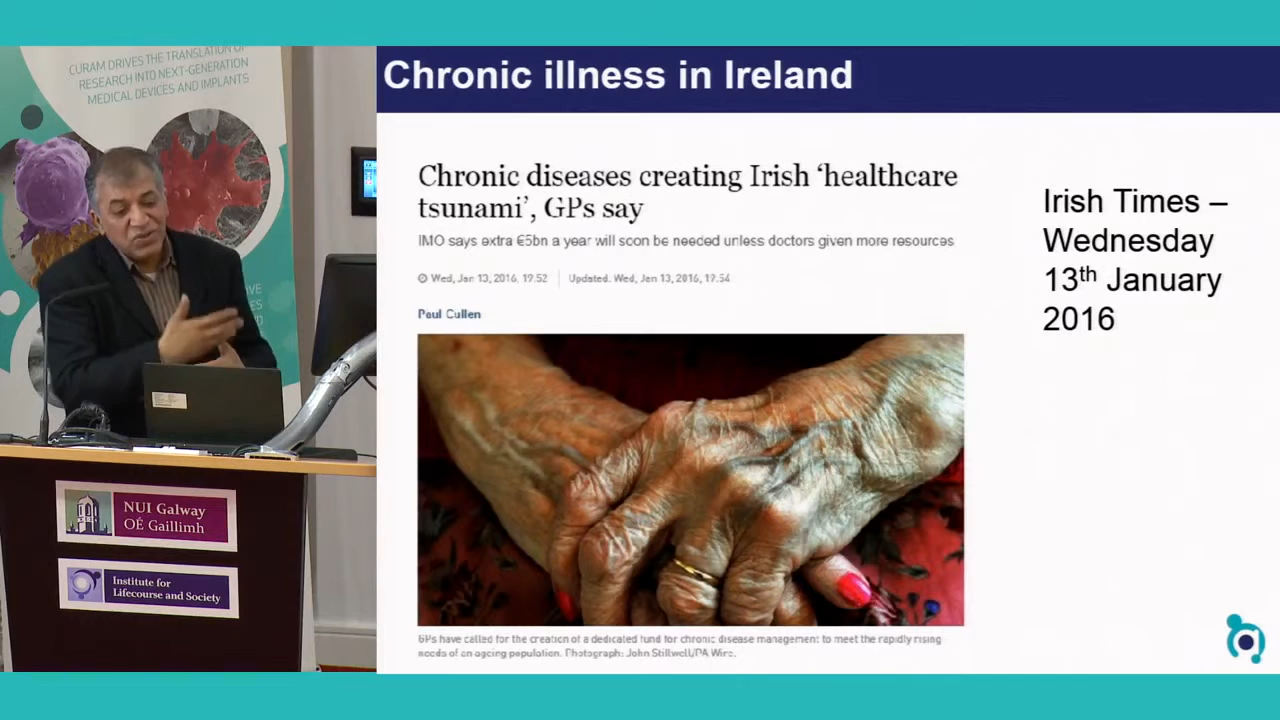 CURAM DRIVES THE TRANSLATION OF
RESEARCH INTO NEXT-GENERATION
MEDICAL DEVICES AND IMPLANTS
NUI Galway
OÉ Gaillimh
Institute for
Lifecourse and Society
Chronic illness in Ireland
Chronic diseases creating Irish ‘healthcare
tsunami’, GPs say
IMO says extra €5bn a year will soon be needed unless doctors given more resources
Wed, Jan 13, 2016, 19:52 Updated: Wed, Jan 13, 2016, 19:54
Paul Cullen
GPs have called for the creation of a dedicated fund for chronic disease management to meet the rapidly rising
needs of an ageing population. Photograph: John Stillwell/PA Wire.
Irish Times –
Wednesday
13th January
2016